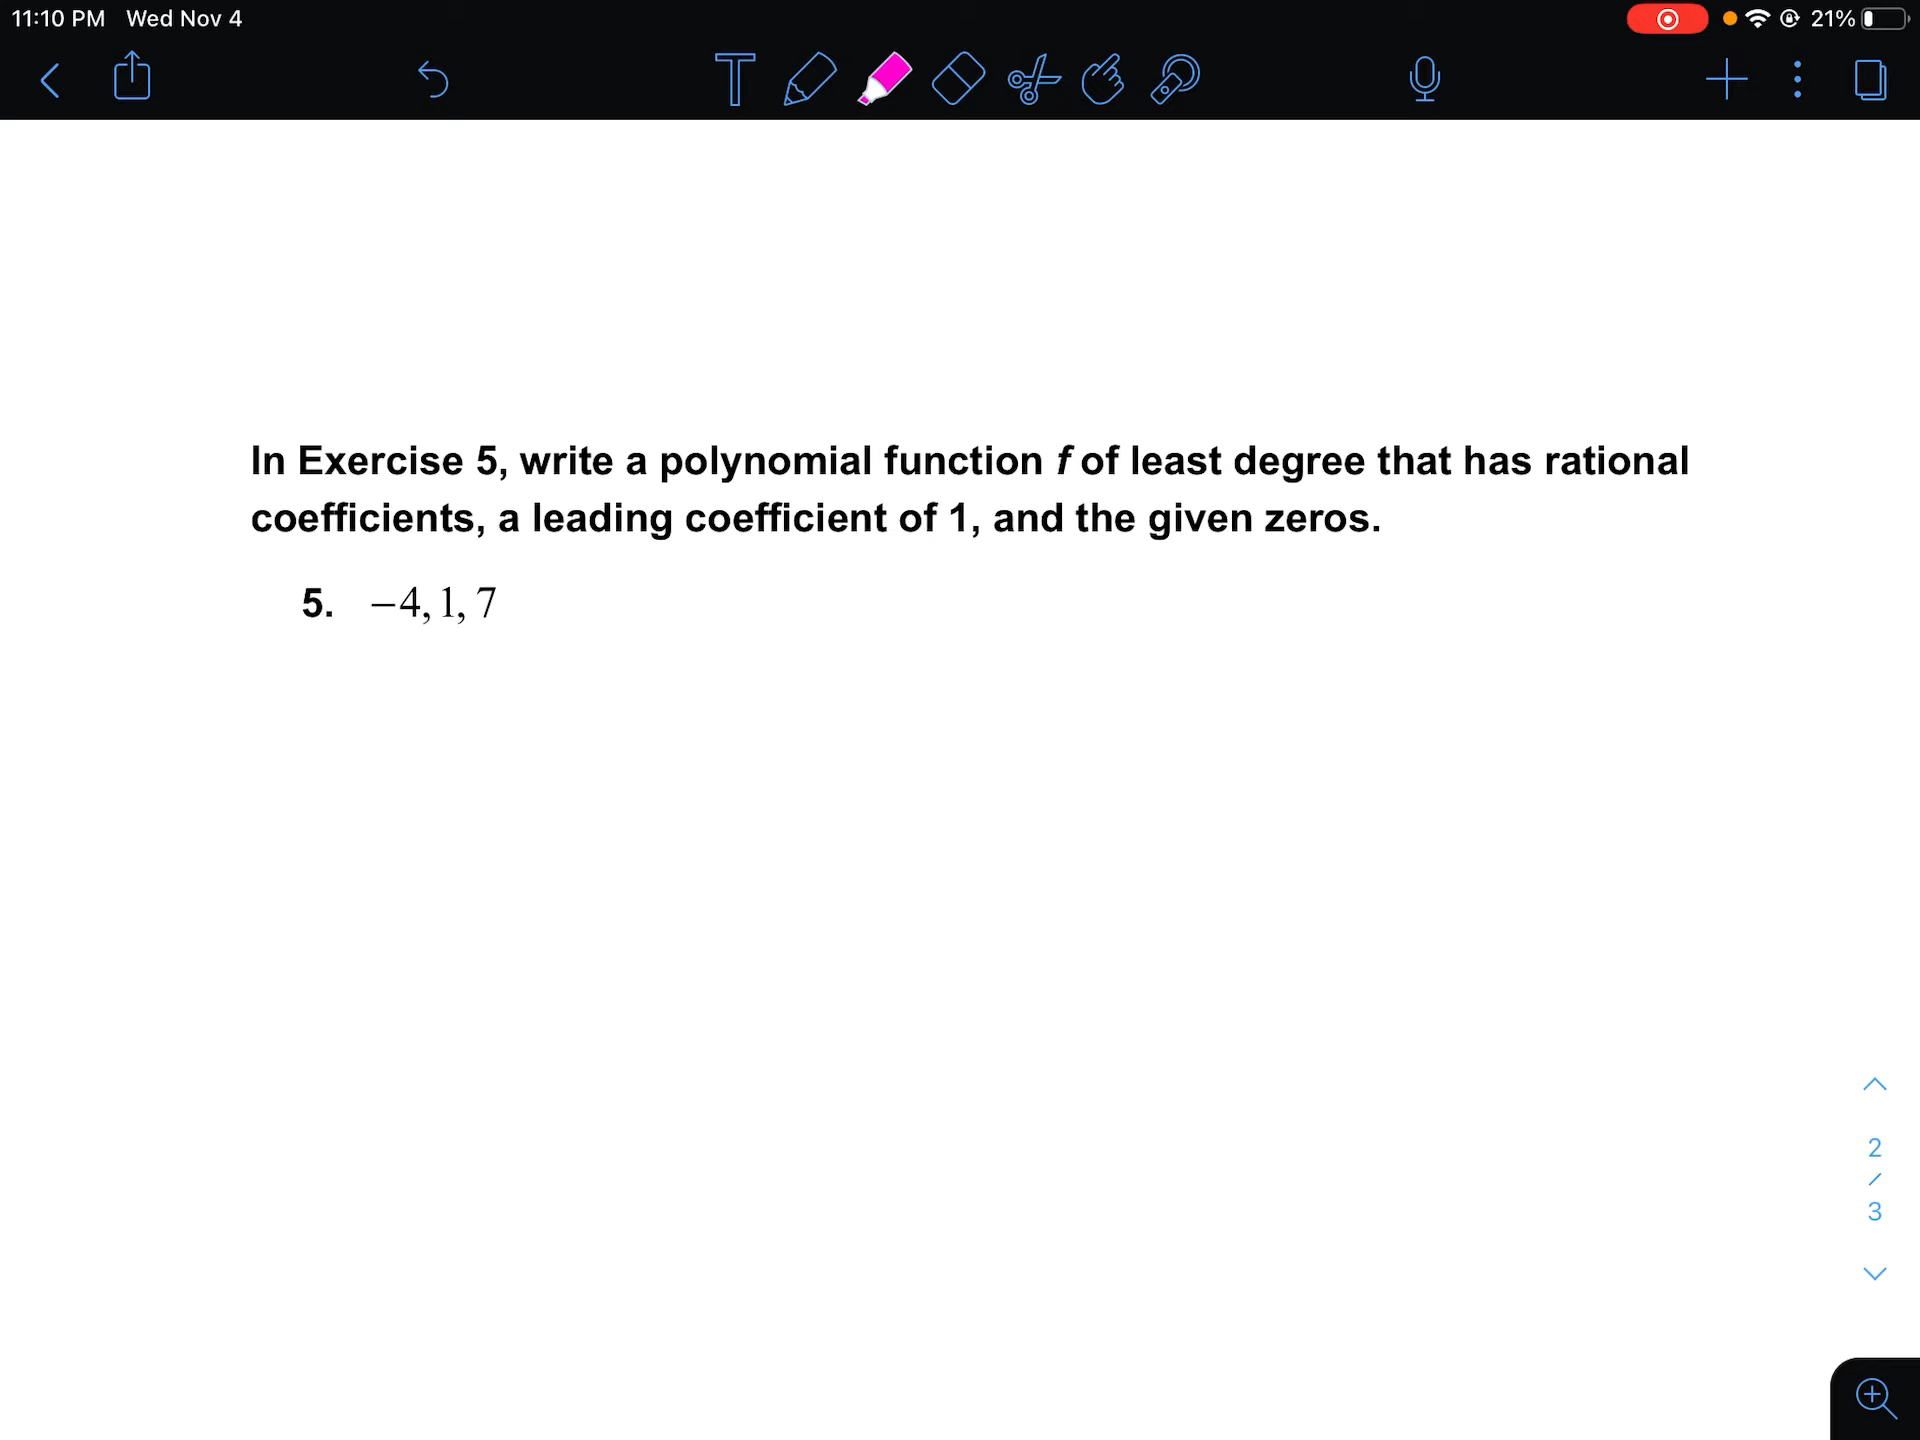 11:10 PM Wed Nov 4
21%
In Exercise 5, write a polynomial function f of least degree that has rational
coefficients, a leading coefficient of 1, and the given zeros.
5. −4, 1, 7
2
/
3